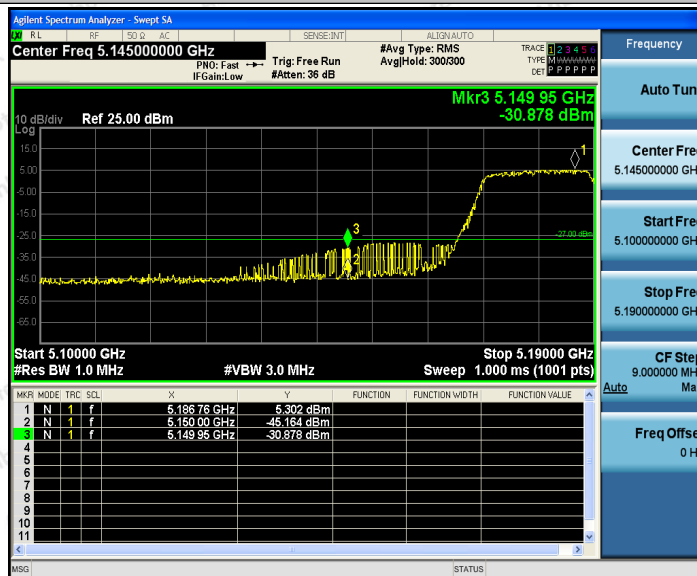 Agilent Spectrum Analyzer - Swept SA
RL RF 50 Ω AC SENSE:INT ALIGNAUTO
Center Freq 5.145000000 GHz
PNO: Fast
IFGain:Low
Trig: Free Run
#Atten: 36 dB
#Avg Type: RMS
Avg|Hold: 300/300
TRACE 1 2 3 4 5 6
TYPE M
DET P P P P P P
Mkr3 5.149 95 GHz
-30.878 dBm
10 dB/div Ref 25.00 dBm
Log
15.0
5.00
-5.00
-15.0
-25.0
-35.0
-45.0
-55.0
-65.0
1
3
2
-27.00 dBm
Start 5.10000 GHz Stop 5.19000 GHz
#Res BW 1.0 MHz #VBW 3.0 MHz Sweep 1.000 ms (1001 pts)
MKR MODE TRC SCL X Y FUNCTION FUNCTION WIDTH FUNCTION VALUE
1 N 1 f 5.186 76 GHz 5.302 dBm
2 N 1 f 5.150 00 GHz -45.164 dBm
3 N 1 f 5.149 95 GHz -30.878 dBm
4
5
6
7
8
9
10
11
MSG STATUS
Frequency
Auto Tun
Center Fre
5.145000000 GH
Start Fre
5.100000000 GH
Stop Fre
5.190000000 GH
CF Ste
9.000000 MH
Auto Ma
Freq Offse
0 H